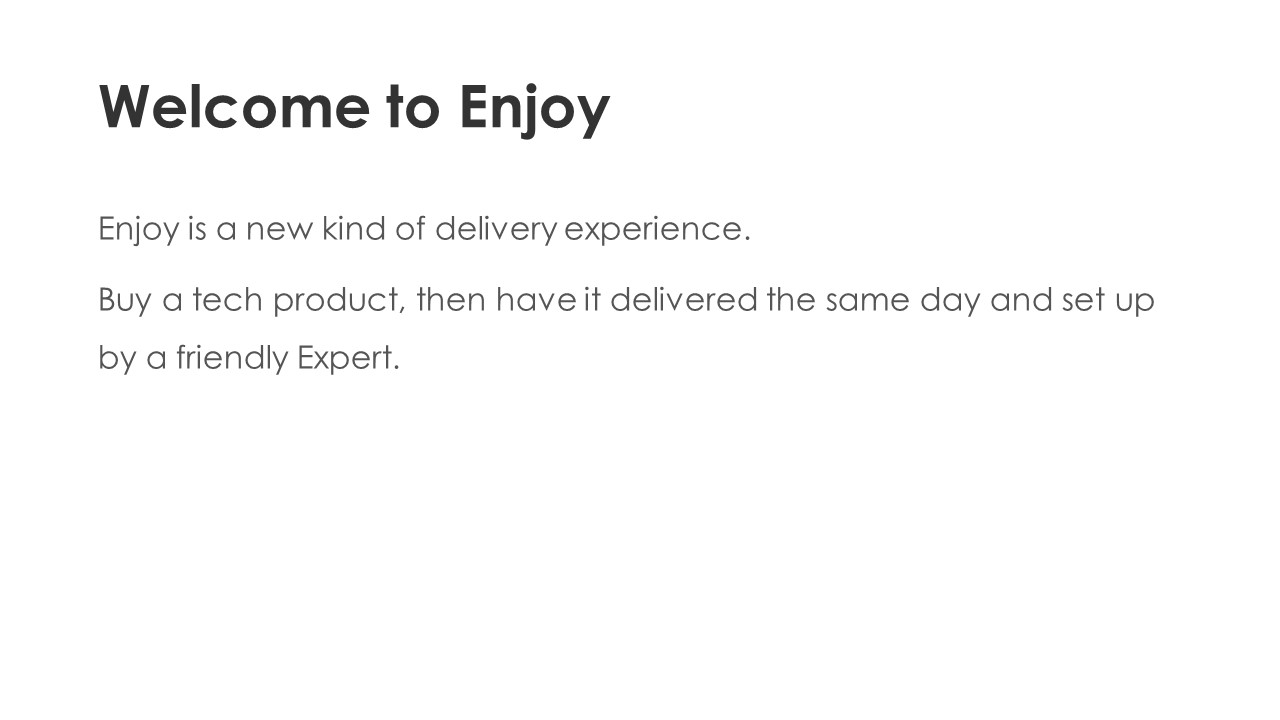 Welcome to Enjoy
Enjoy is a new kind of delivery experience.
Buy a tech product, then have it delivered the same day and set up
by a friendly Expert.